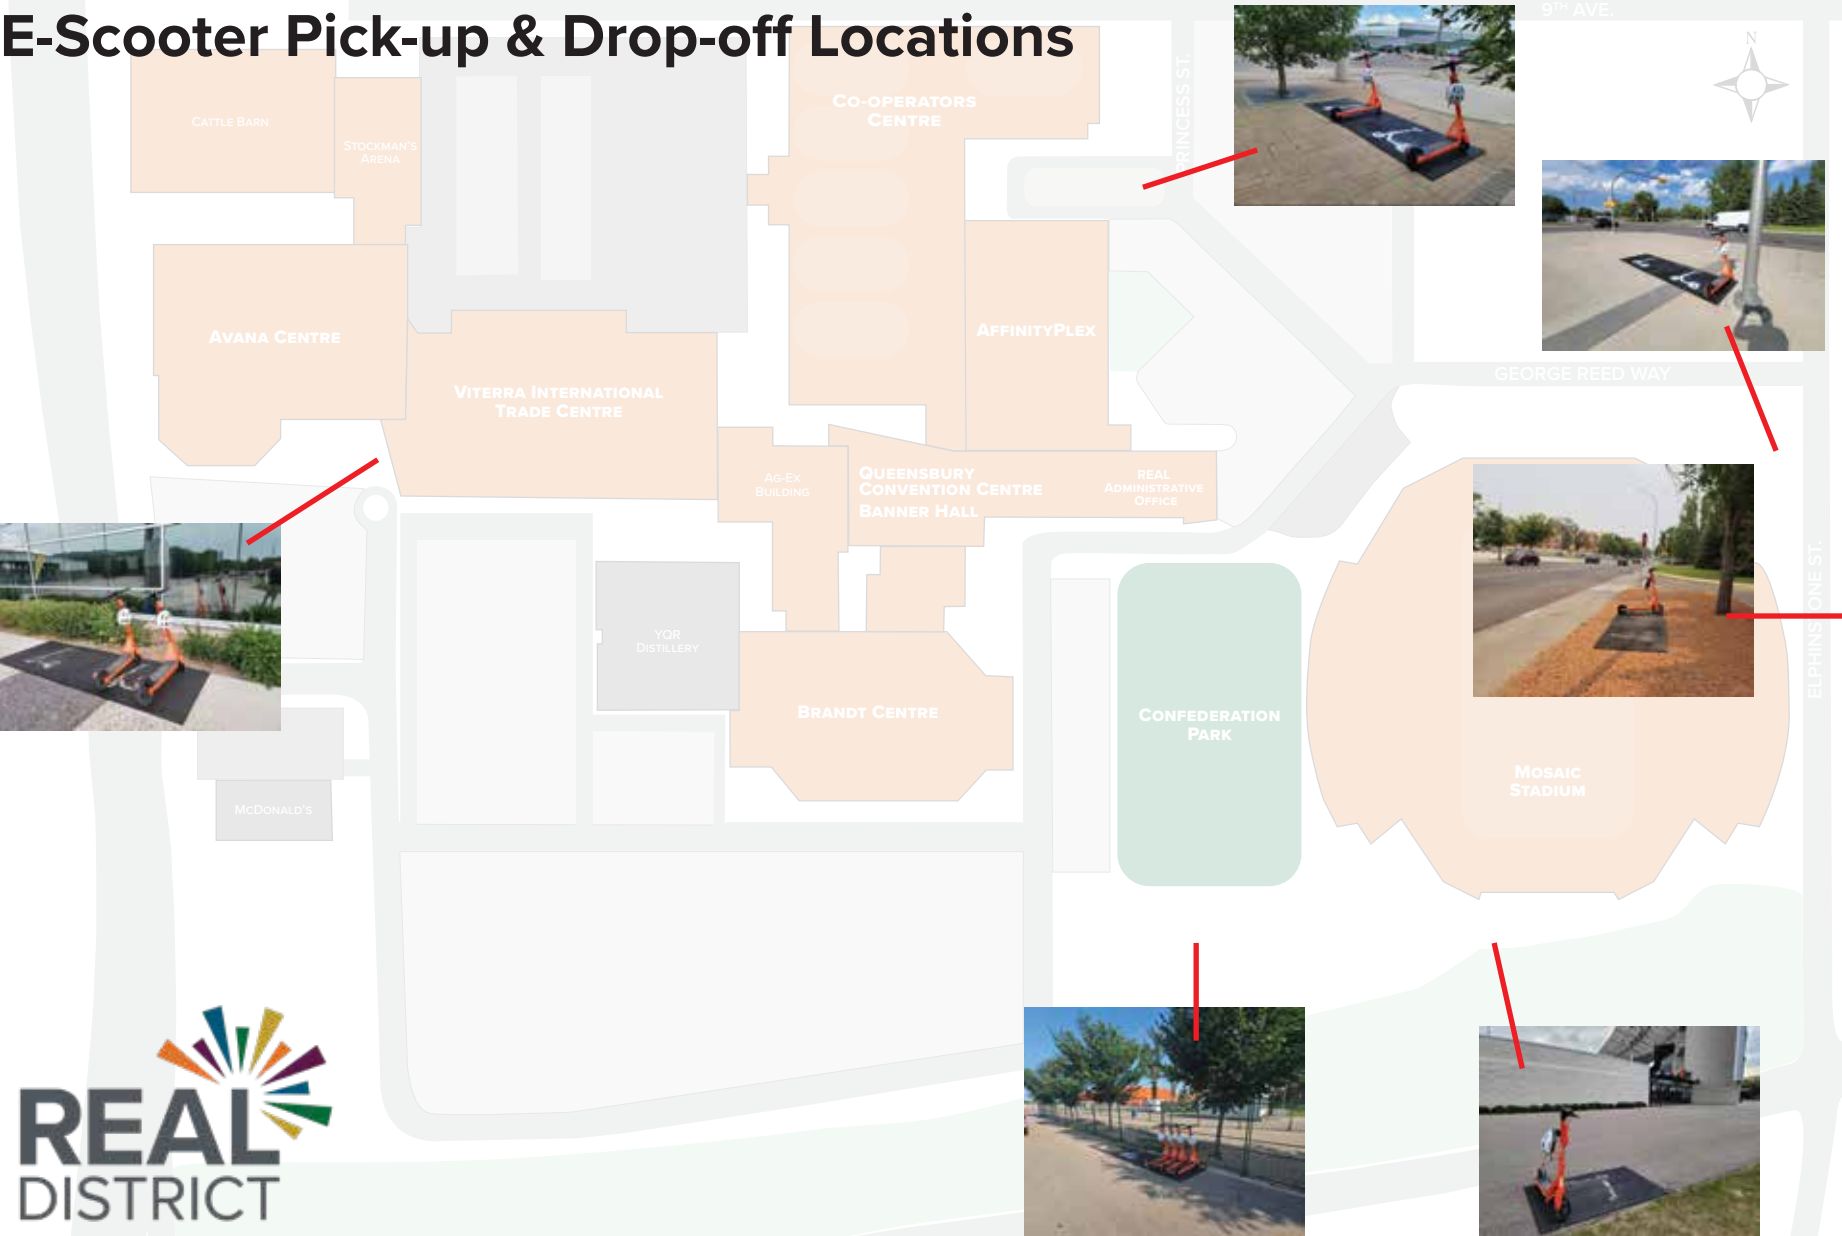 E-Scooter Pick-up & Drop-off Locations
9TH AVE.
N
PRINCESS ST.
CO-OPERATORS
CENTRE
CATTLE BARN
STOCKMAN'S
ARENA
AVANA CENTRE
AFFINITYPLEX
GEORGE REED WAY
VITERRA INTERNATIONAL
TRADE CENTRE
AG-EX
BUILDING
QUEENSBURY
CONVENTION CENTRE
BANNER HALL
REAL
ADMINISTRATIVE
OFFICE
ELPHINSTONE ST.
YQR
DISTILLERY
BRANDT CENTRE
CONFEDERATION
PARK
MOSAIC
STADIUM
MCDONALD'S
REAL
DISTRICT